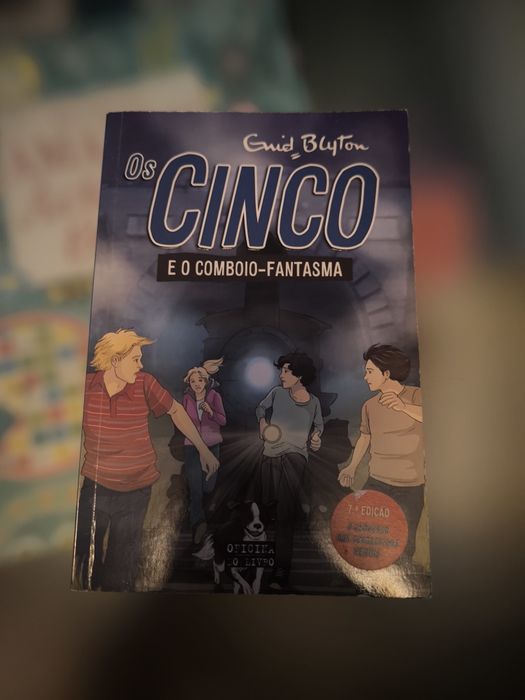 Enid Blyton
Os
CINCO
E O COMBOIO-FANTASMA
7.ª EDIÇÃO
OFICINA
DO LIVRO